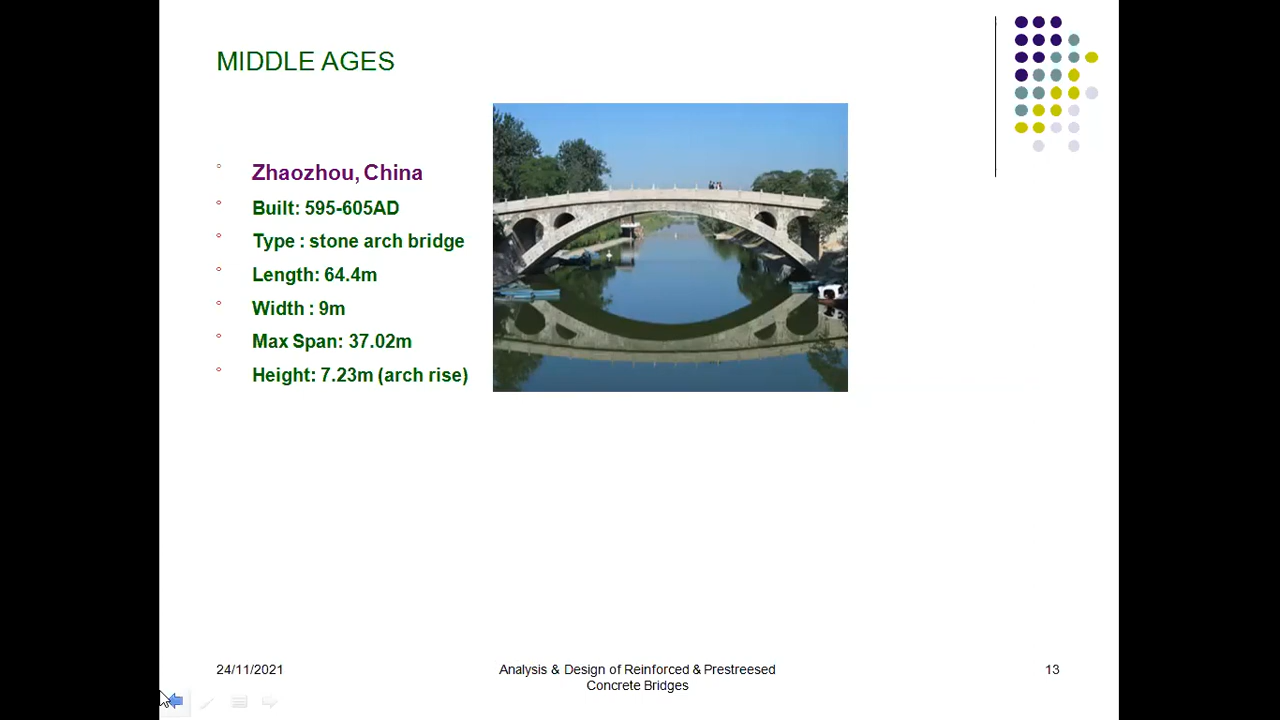 MIDDLE AGES
Zhaozhou, China
Built: 595-605AD
Type : stone arch bridge
Length: 64.4m
Width : 9m
Max Span: 37.02m
Height: 7.23m (arch rise)
24/11/2021
Analysis & Design of Reinforced & Prestreesed
Concrete Bridges
13